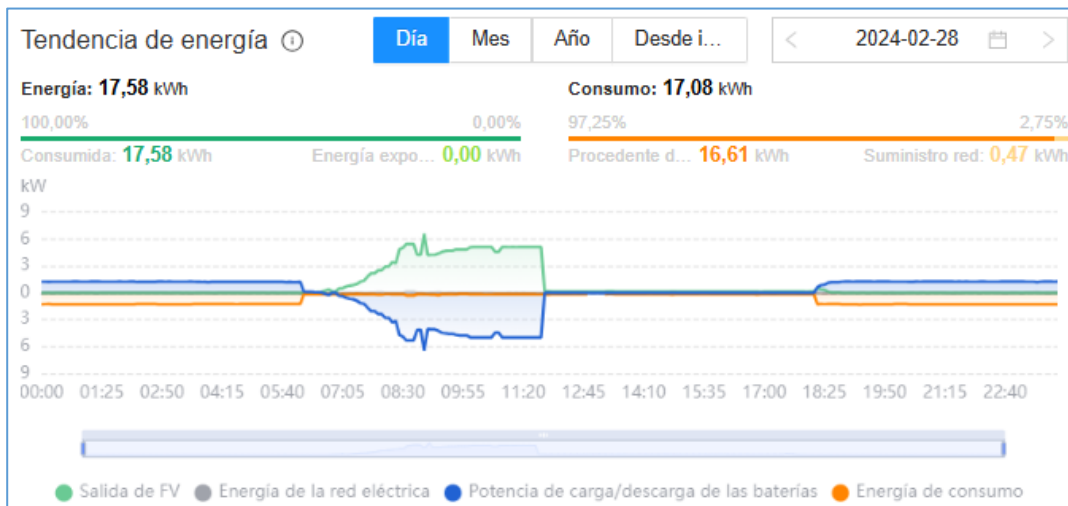 Tendencia de energía
Día Mes Año Desde i... < 2024-02-28 >
Energía: 17,58 kWh Consumo: 17,08 kWh
100,00% 0,00% 97,25% 2,75%
Consumida: 17,58 kWh Energía expo... 0,00 kWh Procedente d... 16,61 kWh Suministro red: 0,47 kWh
kW
9
6
3
0
3
6
9
00:00 01:25 02:50 04:15 05:40 07:05 08:30 09:55 11:20 12:45 14:10 15:35 17:00 18:25 19:50 21:15 22:40
Salida de FV Energía de la red eléctrica Potencia de carga/descarga de las baterías Energía de consumo